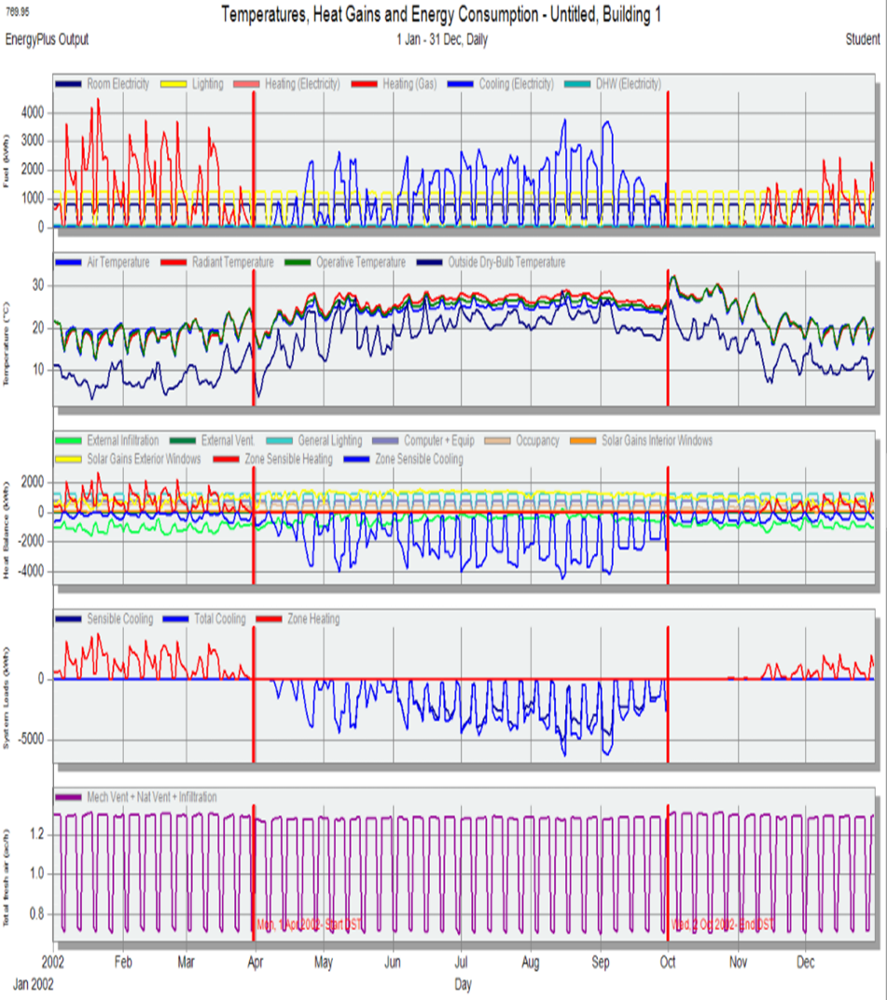 769.95
Temperatures, Heat Gains and Energy Consumption - Untitled, Building 1
EnergyPlus Output
1 Jan - 31 Dec, Daily
Student
Room Electricity Lighting Heating (Electricity) Heating (Gas) Cooling (Electricity) DHW (Electricity)
Fuel (kWh)
4000
3000
2000
1000
0
Air Temperature Radiant Temperature Operative Temperature Outside Dry-Bulb Temperature
Temperature (°C)
30
20
10
External Infiltration External Vent. General Lighting Computer + Equip Occupancy Solar Gains Interior Windows
Solar Gains Exterior Windows Zone Sensible Heating Zone Sensible Cooling
Heat Balance (kWh)
2000
0
-2000
-4000
Sensible Cooling Total Cooling Zone Heating
System Loads (kWh)
0
-5000
Mech Vent + Nat Vent + Infiltration
Total fresh air (ac/h)
1.2
1.0
0.8
Mon, 1 Apr 2002- Start DST
Wed, 2 Oct 2002- End DST
2002 Feb Mar Apr May Jun Jul Aug Sep Oct Nov Dec
Jan 2002
Day